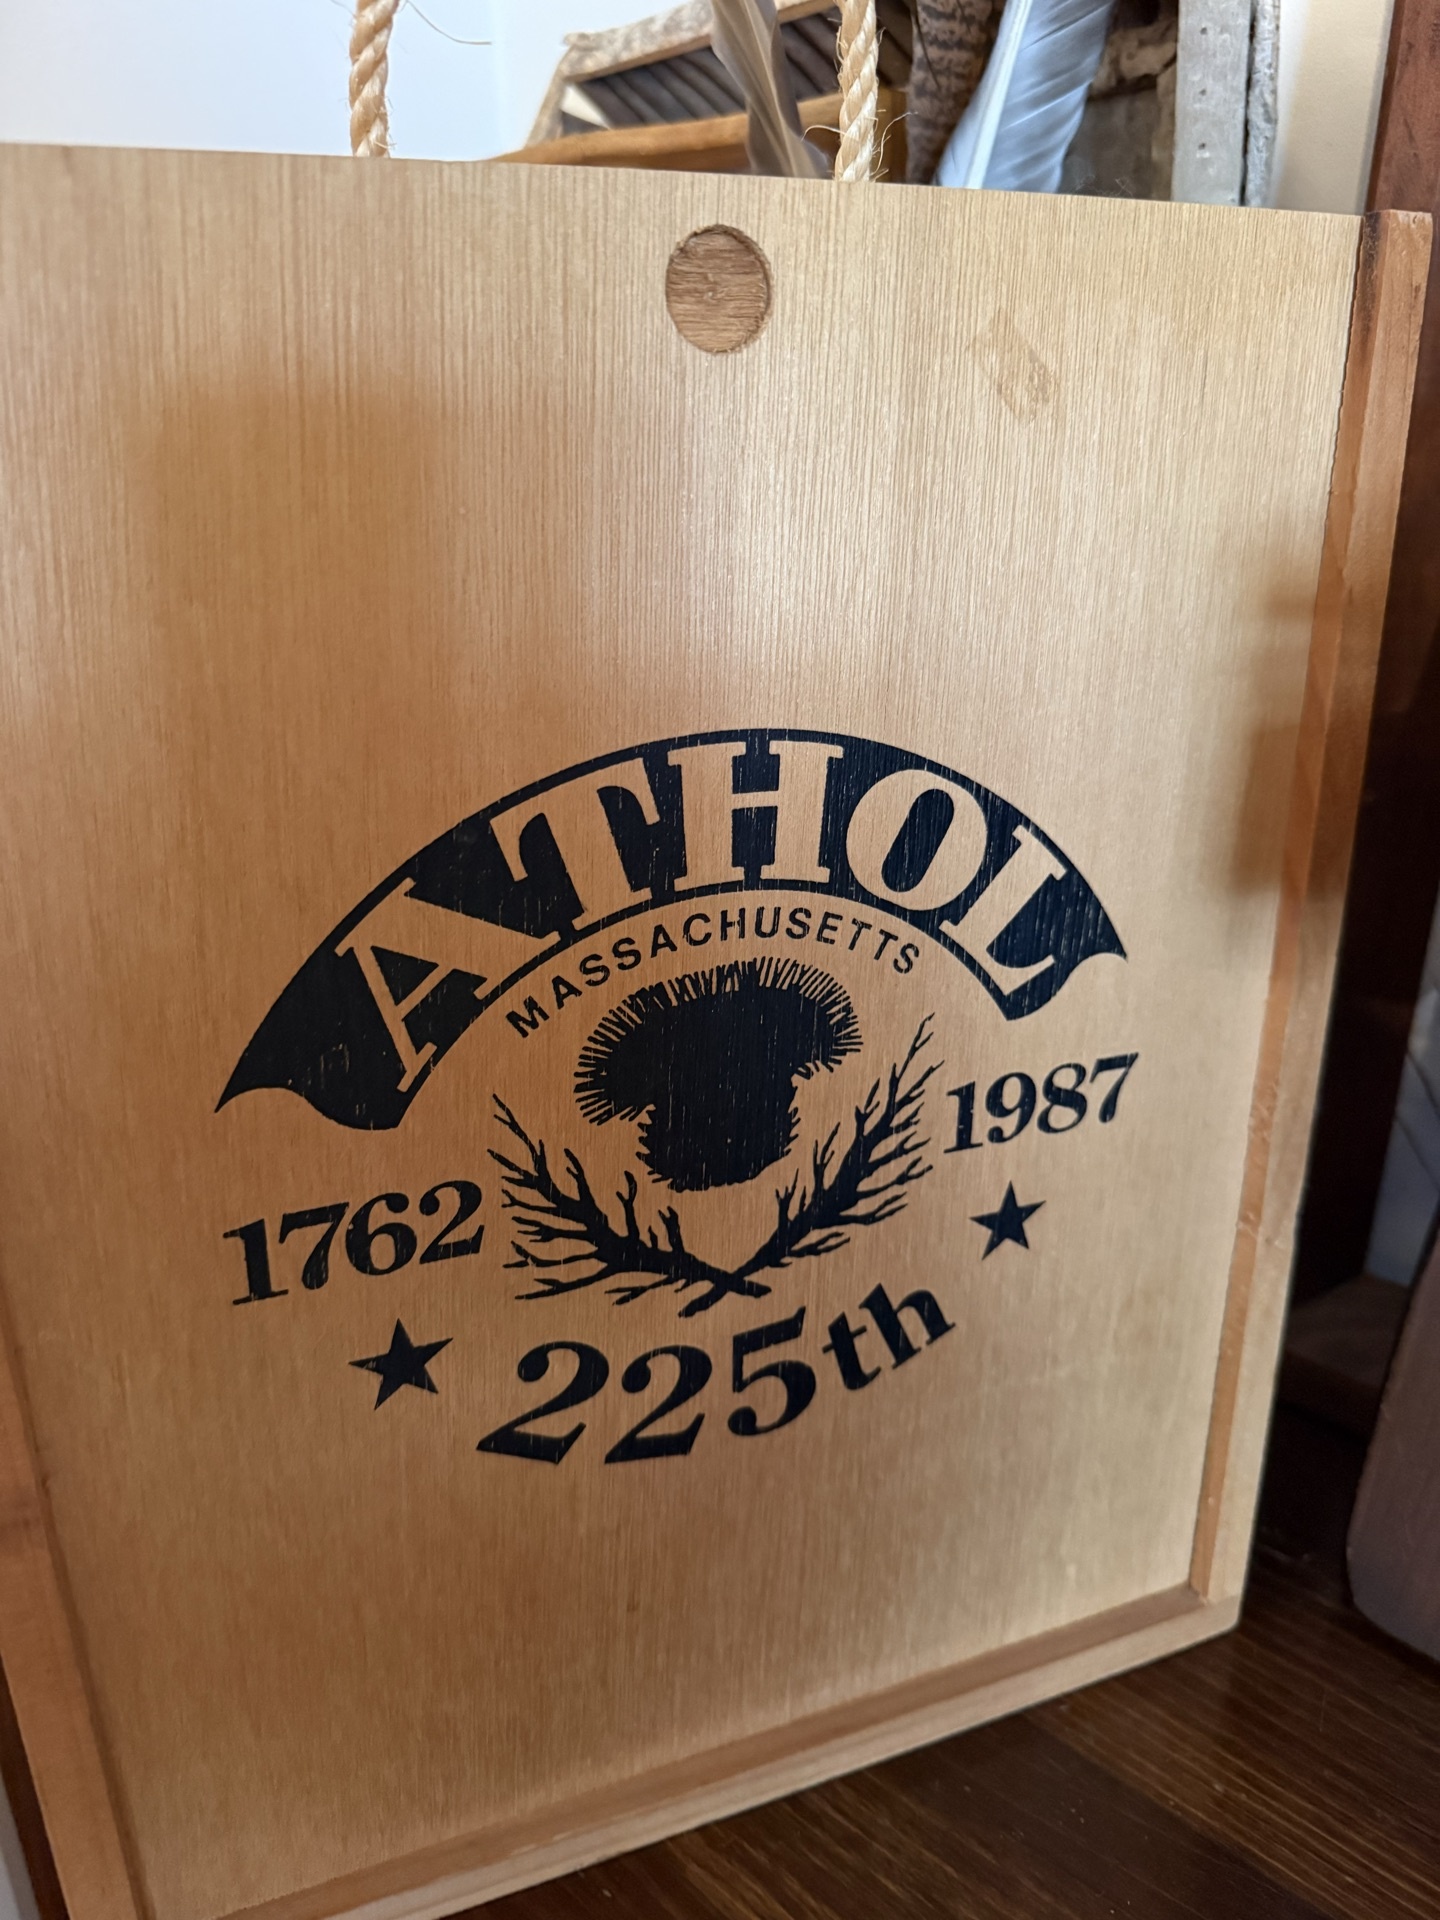 ATHOL
MASSACHUSETTS
1762 1987
225th